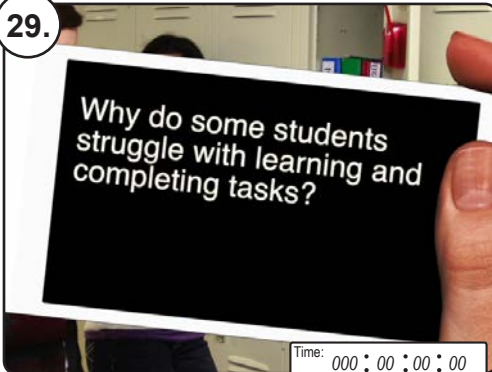 29.
Why do some students
struggle with learning and
completing tasks?
Time: 000 : 00 : 00 : 00